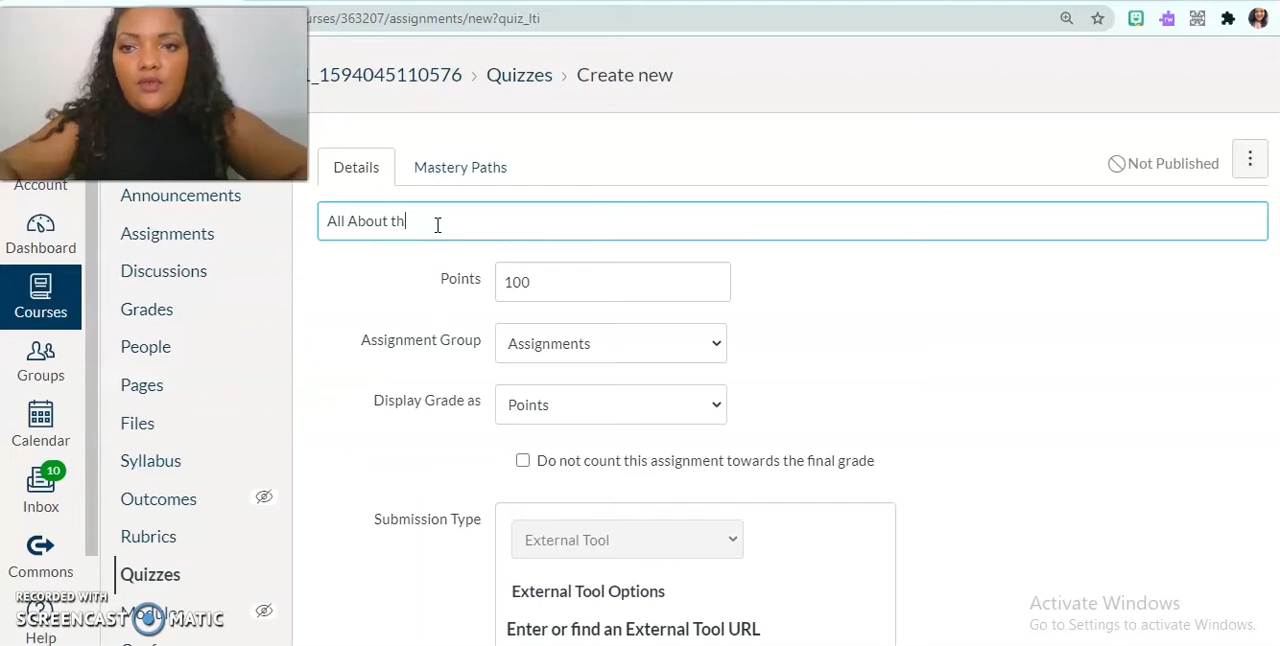 urses/363207/assignments/new?quiz_lti
_1594045110576 › Quizzes › Create new
Details
Mastery Paths
Not Published
All About th
Points
100
Assignment Group
Assignments
Display Grade as
Points
Do not count this assignment towards the final grade
Submission Type
External Tool
External Tool Options
Enter or find an External Tool URL
Account
Dashboard
Courses
Groups
Calendar
10
Inbox
Commons
Help
Announcements
Assignments
Discussions
Grades
People
Pages
Files
Syllabus
Outcomes
Rubrics
Quizzes
Modules
RECORDED WITH
SCREENCAST MATIC
Activate Windows
Go to Settings to activate Windows.